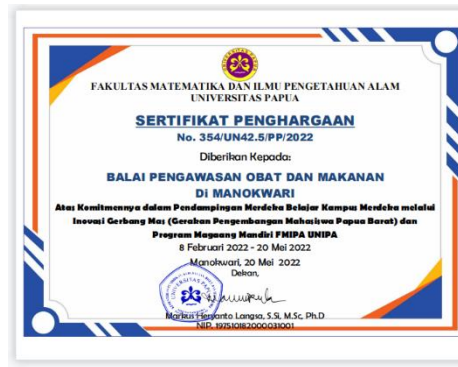 FAKULTAS MATEMATIKA DAN ILMU PENGETAHUAN ALAM
UNIVERSITAS PAPUA
SERTIFIKAT PENGHARGAAN
No. 354/UN42.5/PP/2022
Diberikan Kepada:
BALAI PENGAWASAN OBAT DAN MAKANAN
Di MANOKWARI
Atas Komitmennya dalam Pendampingan Merdeka Belajar Kampus Merdeka melalui
Inovasi Gerbang Mas (Gerakan Pengembangan Mahasiswa Papua Barat) dan
Program Magaang Mandiri FMIPA UNIPA
8 Februari 2022 - 20 Mei 2022
Manokwari, 20 Mei 2022
Dekan,
Markus Heryanto Langsa, S.Si, M.Sc, Ph.D
NIP. 197510182000031001